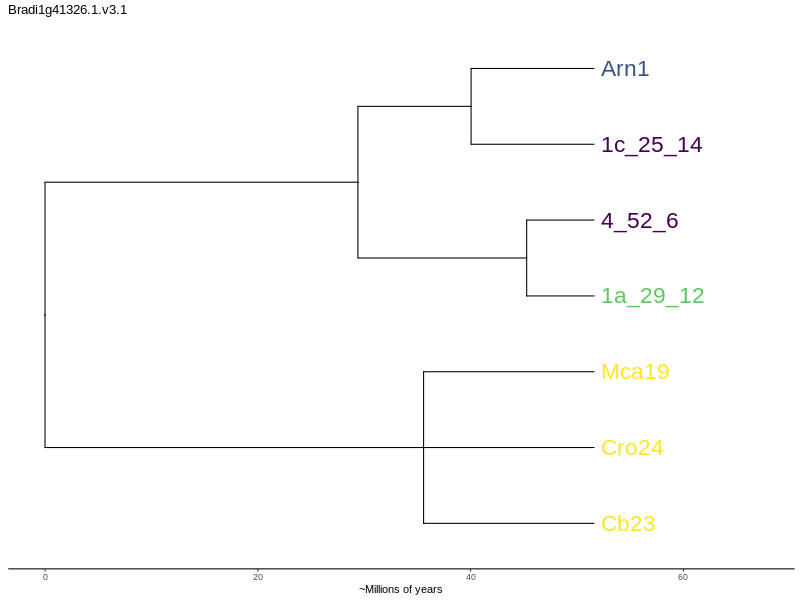 Bradi1g41326.1.v3.1
Arn1
1c_25_14
4_52_6
1a_29_12
Mca19
Cro24
Cb23
0 20 40 60
~Millions of years